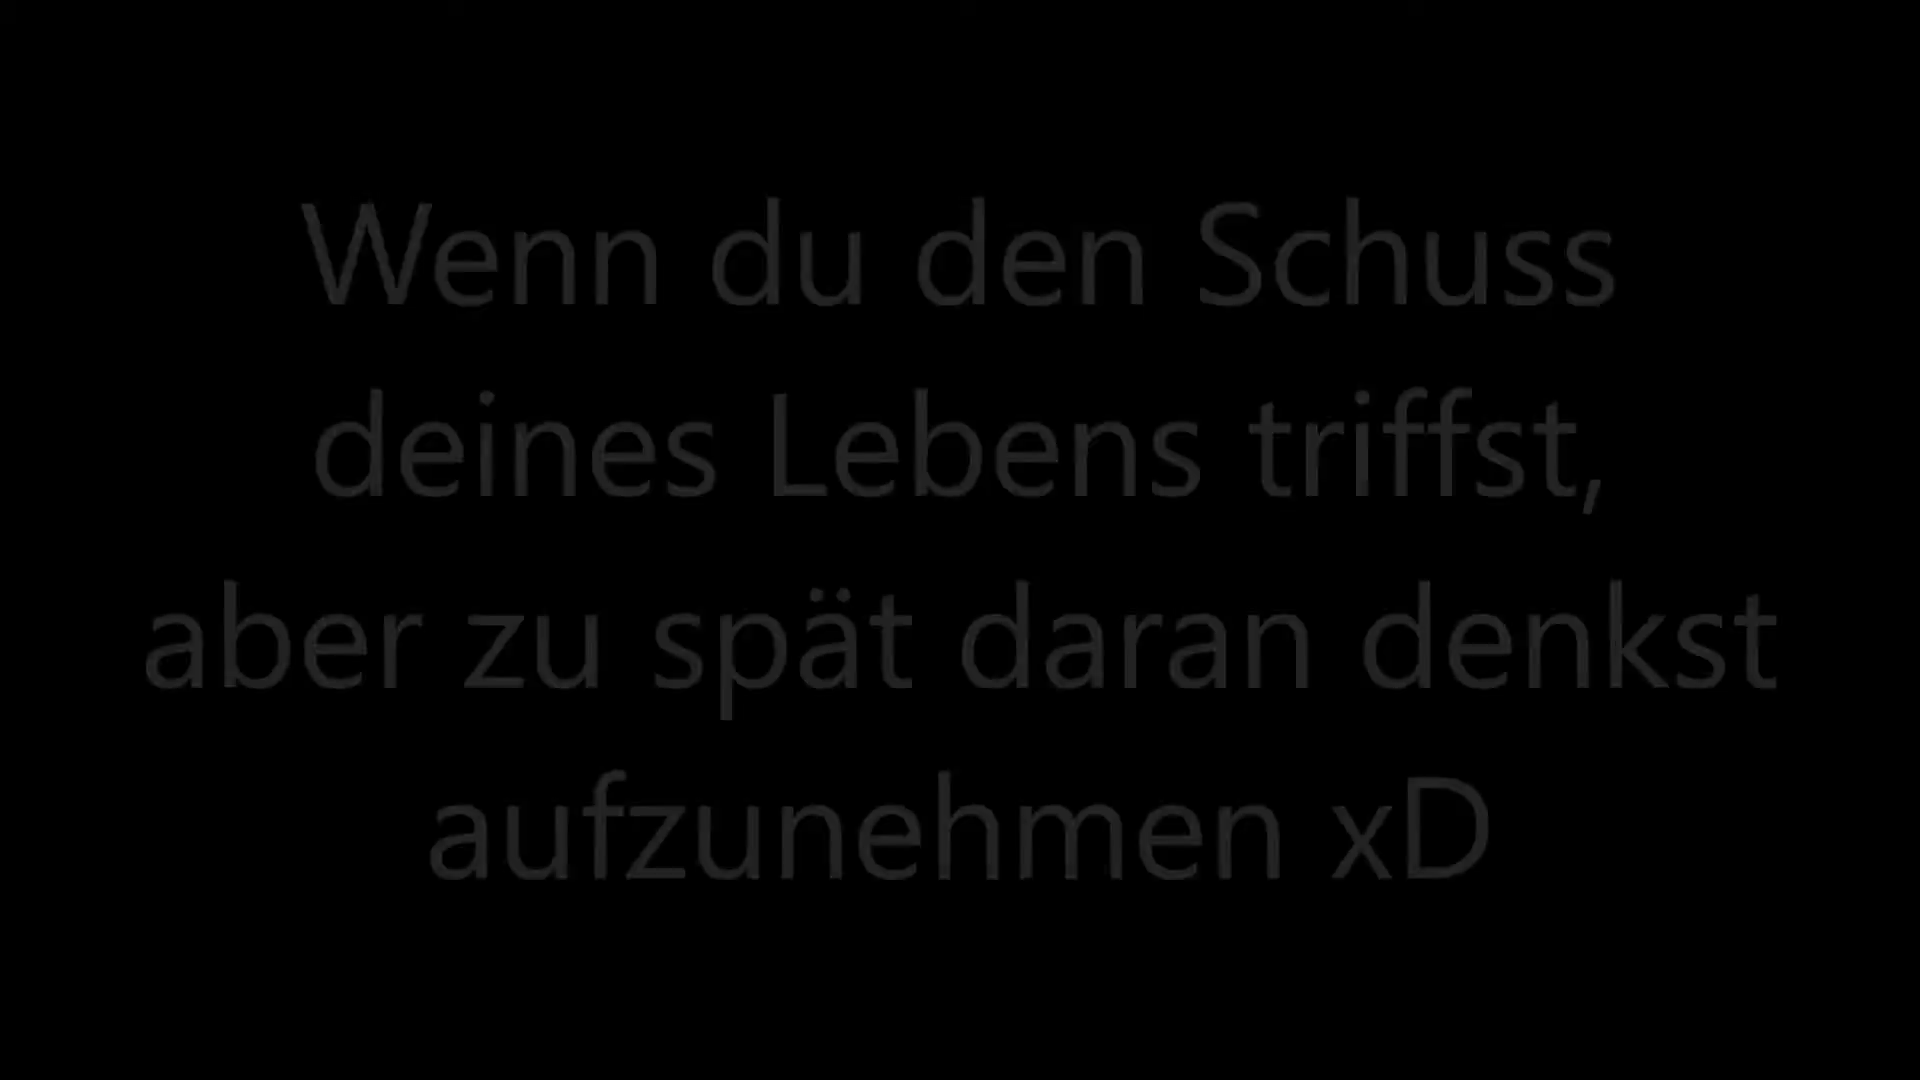 Wenn du den Schuss
deines Lebens triffst,
aber zu spät daran denkst
aufzunehmen xD